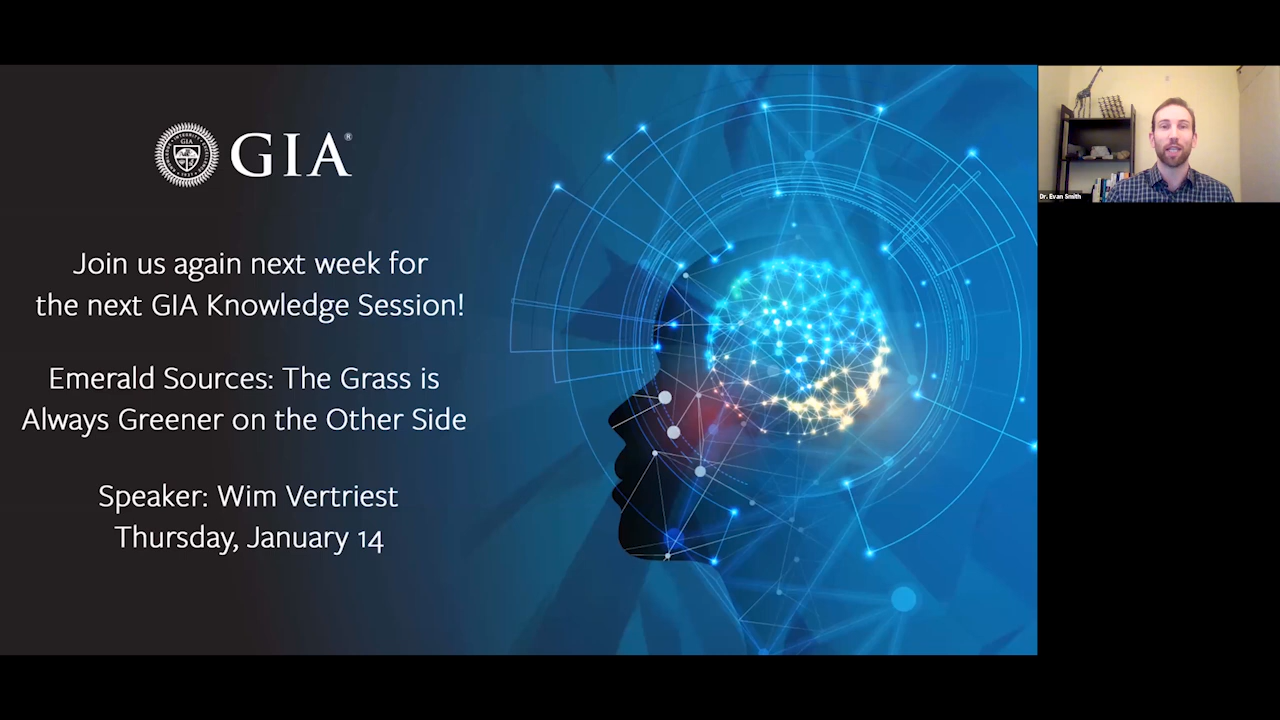 GIA®
Join us again next week for
the next GIA Knowledge Session!
Emerald Sources: The Grass is
Always Greener on the Other Side
Speaker: Wim Vertriest
Thursday, January 14
Dr. Evan Smith